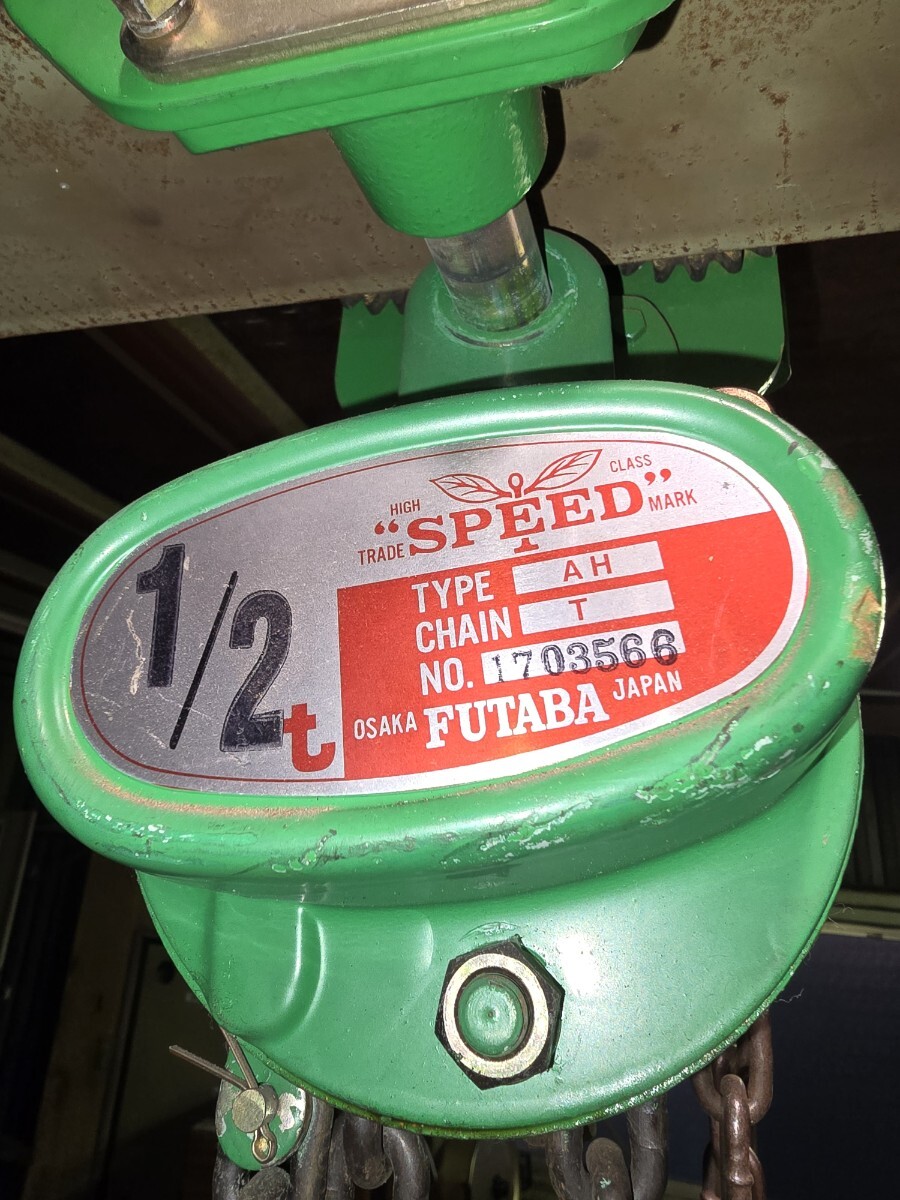 1/2t
HIGH CLASS
TRADE "SPEED" MARK
TYPE AH
CHAIN T
NO. 1703566
OSAKA FUTABA JAPAN